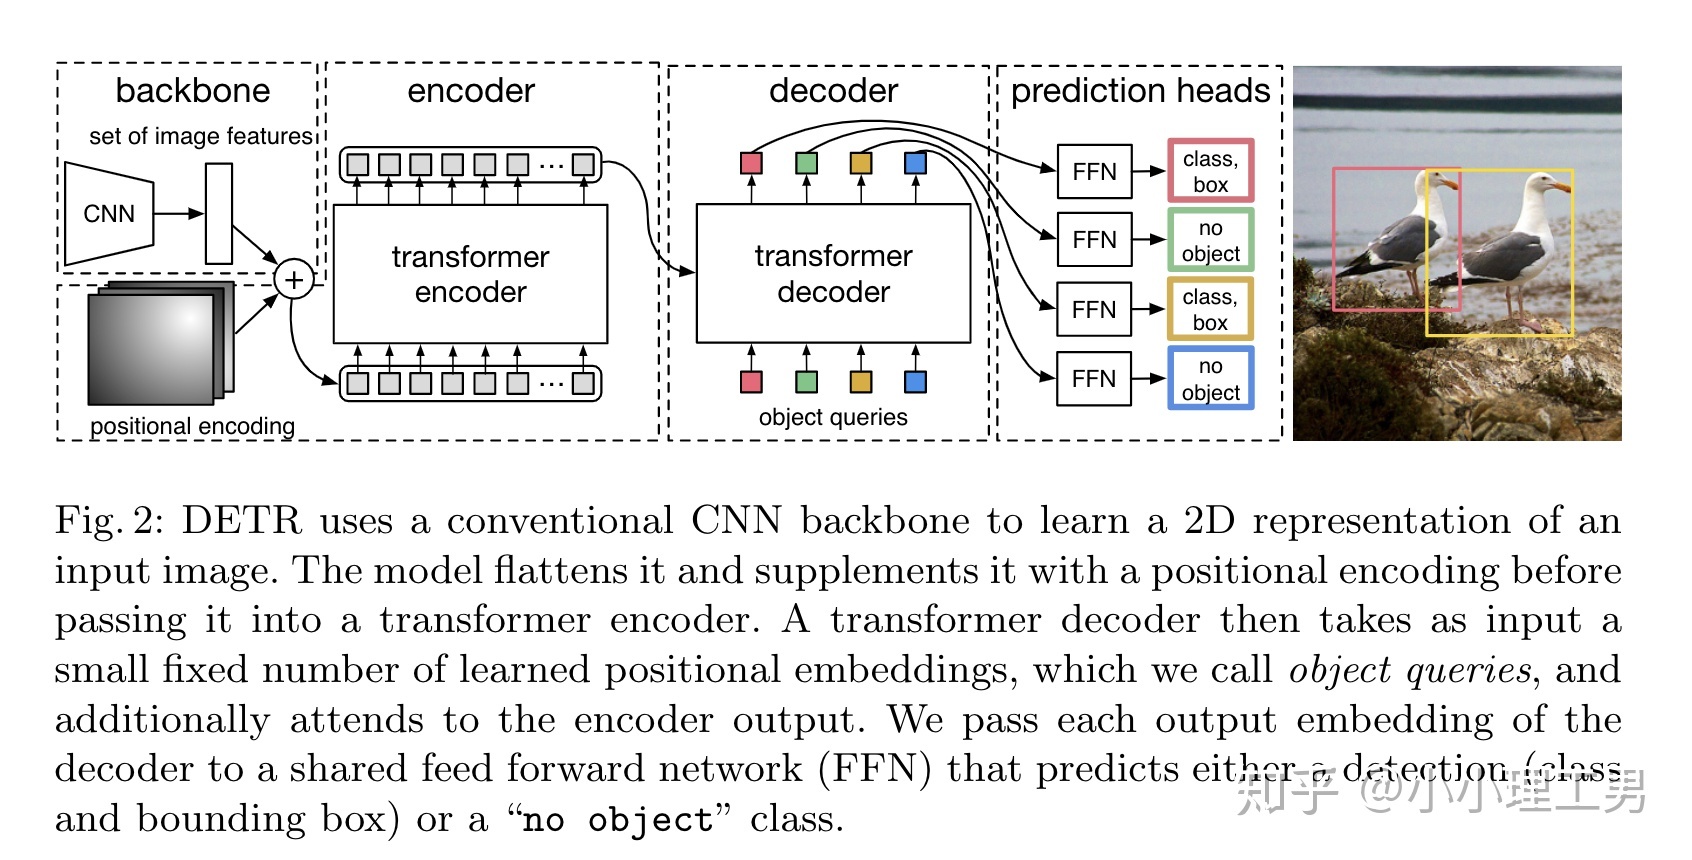 backbone
encoder
decoder
prediction heads
set of image features
CNN
+
positional encoding
...
transformer
encoder
...
transformer
decoder
object queries
FFN
class,
box
FFN
no
object
FFN
class,
box
FFN
no
object
Fig. 2: DETR uses a conventional CNN backbone to learn a 2D representation of an
input image. The model flattens it and supplements it with a positional encoding before
passing it into a transformer encoder. A transformer decoder then takes as input a
small fixed number of learned positional embeddings, which we call object queries, and
additionally attends to the encoder output. We pass each output embedding of the
decoder to a shared feed forward network (FFN) that predicts either a detection (class
and bounding box) or a “no object” class.
知乎 @小小理工男